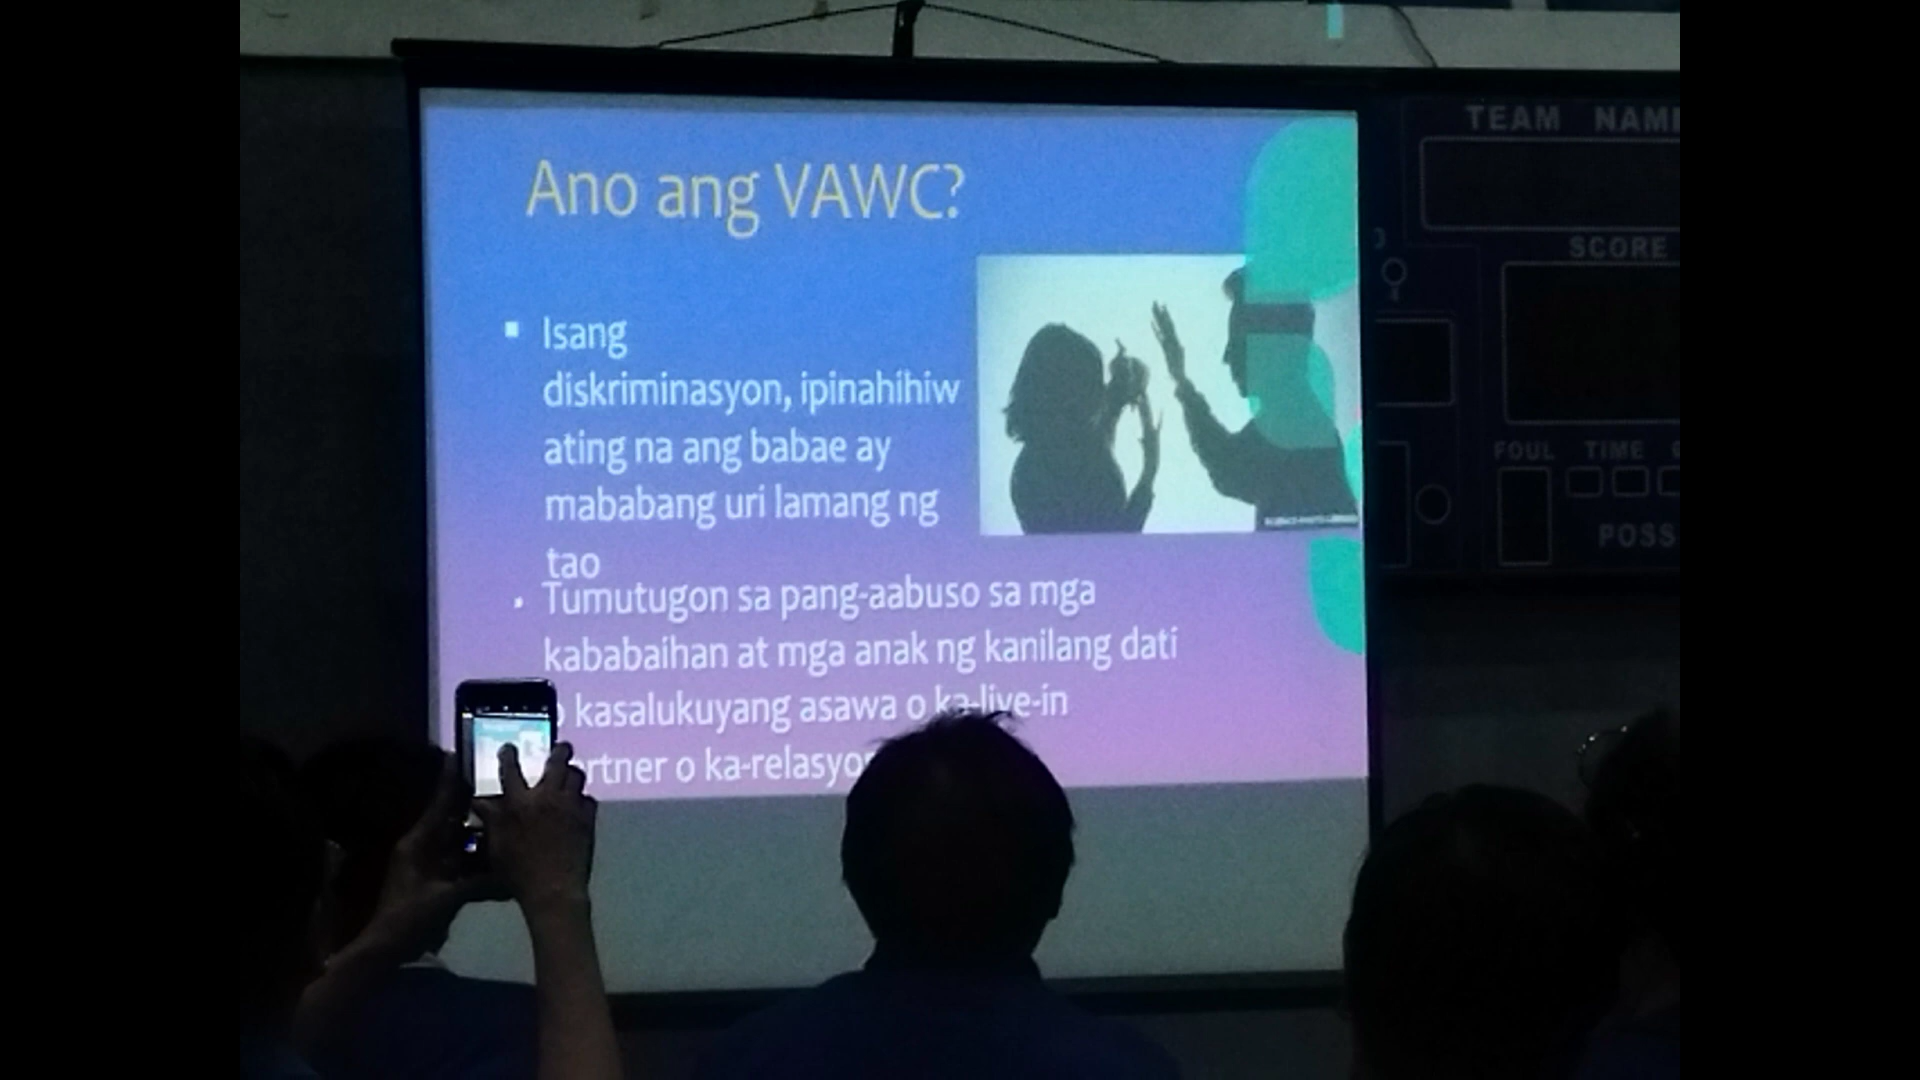 Ano ang VAWC?
Isang
diskriminasyon, ipinahihiw
ating na ang babae ay
mababang uri lamang ng
tao
Tumutugon sa pang-aabuso sa mga
kababaihan at mga anak ng kanilang dati
o kasalukuyang asawa o ka-live-in
o ka-relasyon
TEAM
SCORE
FOUL TIME